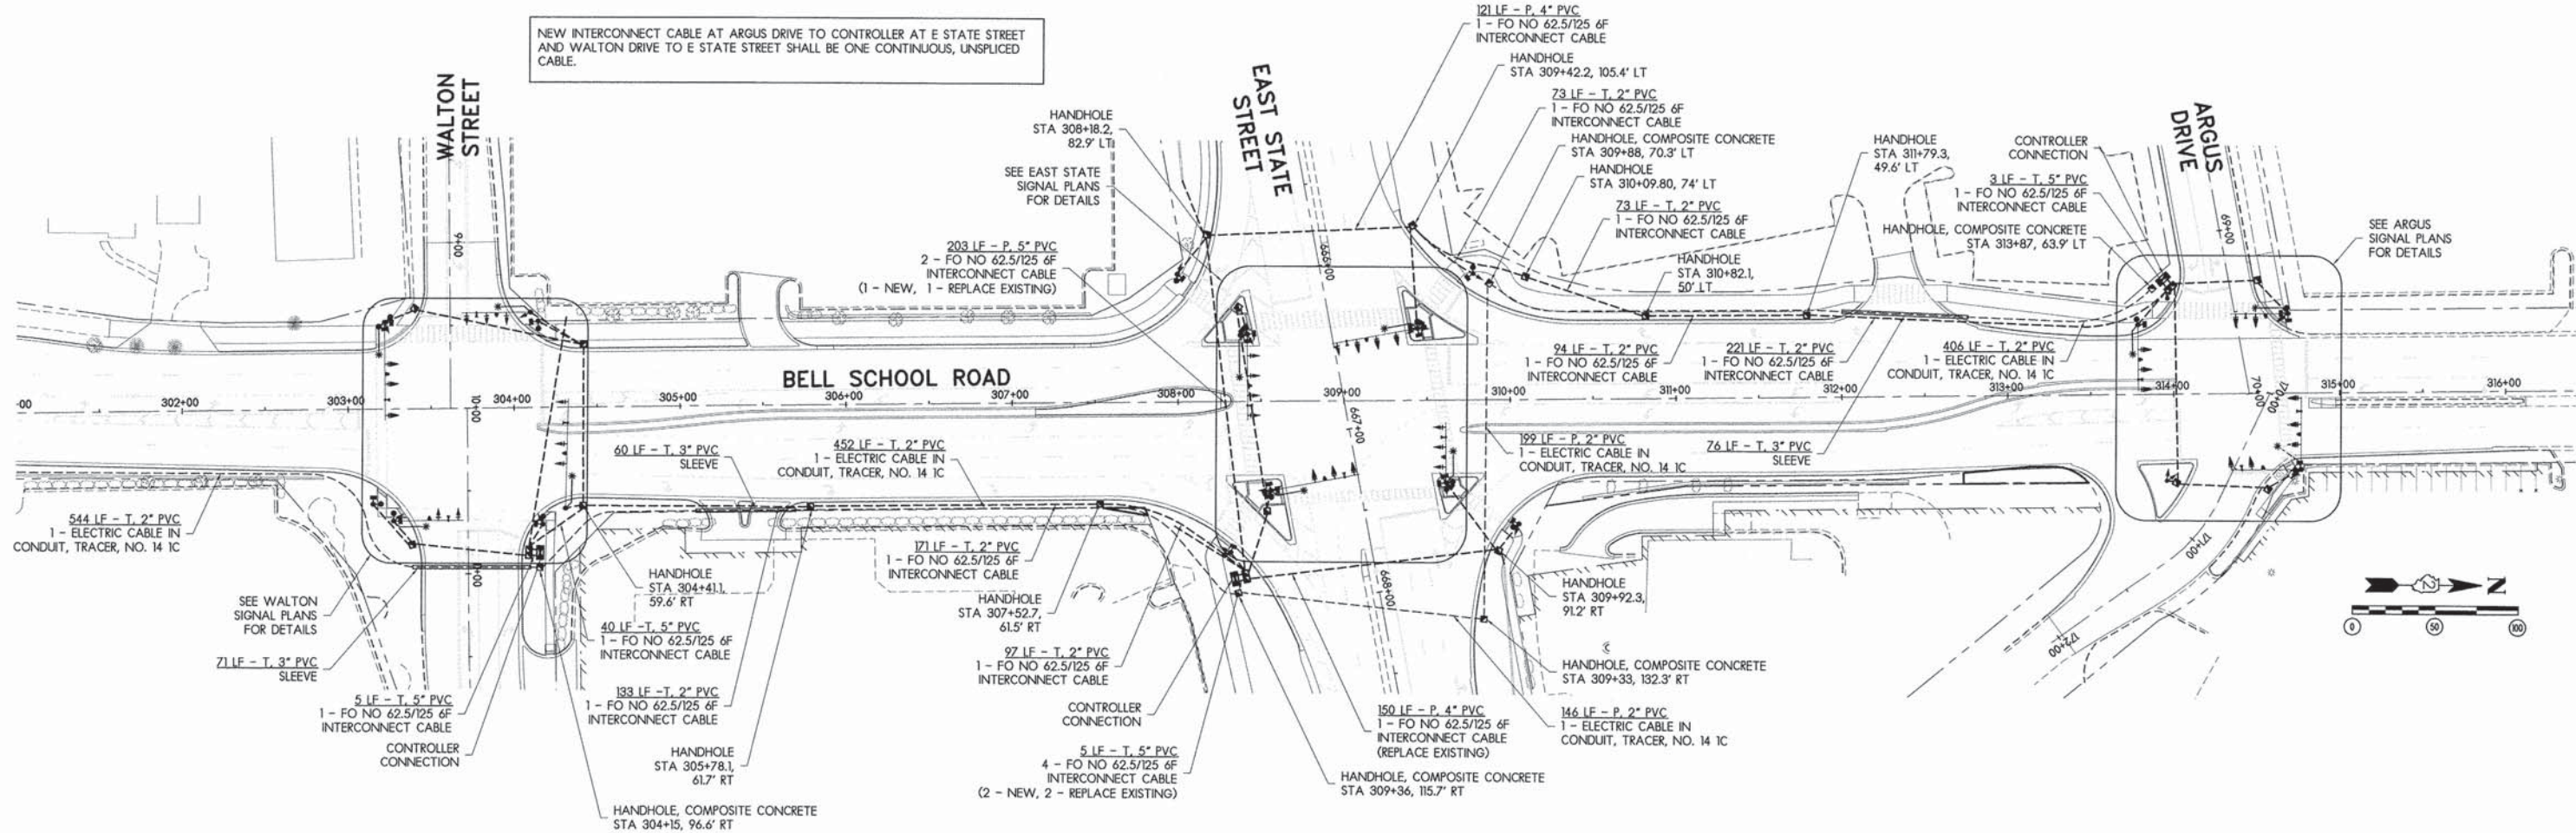 NEW INTERCONNECT CABLE AT ARGUS DRIVE TO CONTROLLER AT E STATE STREET
AND WALTON DRIVE TO E STATE STREET SHALL BE ONE CONTINUOUS, UNSPLICED
CABLE.
WALTON
STREET
EAST STATE
STREET
ARGUS
DRIVE
121 LF - P, 4" PVC
1 - FO NO 62.5/125 6F
INTERCONNECT CABLE
HANDHOLE
STA 309+42.2, 105.4' LT
73 LF - T, 2" PVC
1 - FO NO 62.5/125 6F
INTERCONNECT CABLE
HANDHOLE, COMPOSITE CONCRETE
STA 309+88, 70.3' LT
HANDHOLE
STA 310+09.80, 74' LT
73 LF - T, 2" PVC
1 - FO NO 62.5/125 6F
INTERCONNECT CABLE
HANDHOLE
STA 310+82.1,
50' LT
HANDHOLE
STA 311+79.3,
49.6' LT
CONTROLLER
CONNECTION
3 LF - T, 5" PVC
1 - FO NO 62.5/125 6F
INTERCONNECT CABLE
HANDHOLE, COMPOSITE CONCRETE
STA 313+87, 63.9' LT
SEE ARGUS
SIGNAL PLANS
FOR DETAILS
HANDHOLE
STA 308+18.2,
82.9' LT
SEE EAST STATE
SIGNAL PLANS
FOR DETAILS
203 LF - P, 5" PVC
2 - FO NO 62.5/125 6F
INTERCONNECT CABLE
(1 - NEW, 1 - REPLACE EXISTING)
9+00
666+00
69+00
94 LF - T, 2" PVC
1 - FO NO 62.5/125 6F
INTERCONNECT CABLE
221 LF - T, 2" PVC
1 - FO NO 62.5/125 6F
INTERCONNECT CABLE
406 LF - T, 2" PVC
1 - ELECTRIC CABLE IN
CONDUIT, TRACER, NO. 14 1C
BELL SCHOOL ROAD
+00
302+00
303+00
304+00
305+00
306+00
307+00
308+00
309+00
310+00
311+00
312+00
313+00
314+00
315+00
316+00
10+00
667+00
70+00
170+00
60 LF - T, 3" PVC
SLEEVE
452 LF - T, 2" PVC
1 - ELECTRIC CABLE IN
CONDUIT, TRACER, NO. 14 1C
199 LF - P, 2" PVC
1 - ELECTRIC CABLE IN
CONDUIT, TRACER, NO. 14 1C
76 LF - T, 3" PVC
SLEEVE
544 LF - T, 2" PVC
1 - ELECTRIC CABLE IN
CONDUIT, TRACER, NO. 14 1C
171 LF - T, 2" PVC
1 - FO NO 62.5/125 6F
INTERCONNECT CABLE
668+00
171+00
172+00
N
0
50
100
SEE WALTON
SIGNAL PLANS
FOR DETAILS
HANDHOLE
STA 304+41.1,
59.6' RT
HANDHOLE
STA 307+52.7,
61.5' RT
HANDHOLE
STA 309+92.3,
91.2' RT
71 LF - T, 3" PVC
SLEEVE
40 LF -T, 5" PVC
1 - FO NO 62.5/125 6F
INTERCONNECT CABLE
97 LF - T, 2" PVC
1 - FO NO 62.5/125 6F
INTERCONNECT CABLE
HANDHOLE, COMPOSITE CONCRETE
STA 309+33, 132.3' RT
5 LF - T, 5" PVC
1 - FO NO 62.5/125 6F
INTERCONNECT CABLE
133 LF -T, 2" PVC
1 - FO NO 62.5/125 6F
INTERCONNECT CABLE
CONTROLLER
CONNECTION
150 LF - P, 4" PVC
1 - FO NO 62.5/125 6F
INTERCONNECT CABLE
(REPLACE EXISTING)
146 LF - P, 2" PVC
1 - ELECTRIC CABLE IN
CONDUIT, TRACER, NO. 14 1C
CONTROLLER
CONNECTION
HANDHOLE
STA 305+78.1,
61.7' RT
5 LF - T, 5" PVC
4 - FO NO 62.5/125 6F
INTERCONNECT CABLE
(2 - NEW, 2 - REPLACE EXISTING)
HANDHOLE, COMPOSITE CONCRETE
STA 309+36, 115.7' RT
HANDHOLE, COMPOSITE CONCRETE
STA 304+15, 96.6' RT